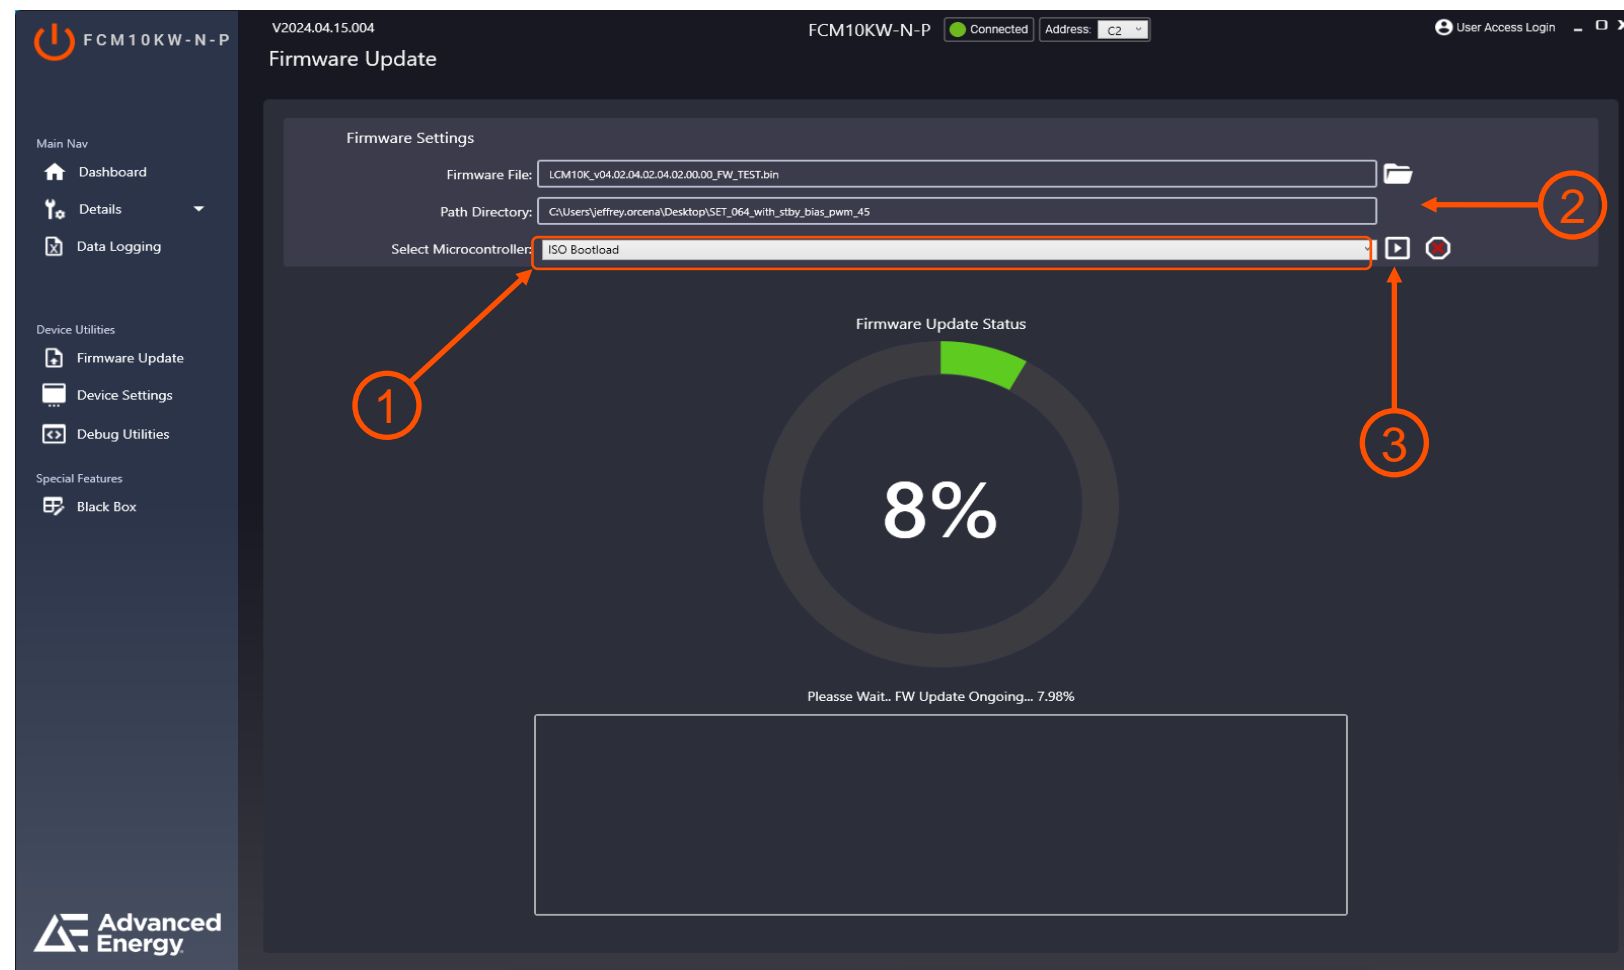 FCM10KW-N-P
V2024.04.15.004
FCM10KW-N-P
Connected
Address:
C2
User Access Login
Firmware Update
Main Nav
Dashboard
Details
Data Logging
Device Utilities
Firmware Update
Device Settings
Debug Utilities
Special Features
Black Box
Advanced
Energy
Firmware Settings
Firmware File:
LCM10K_v04.02.04.02.04.02.00.00_FW_TEST.bin
Path Directory:
C:\Users\jeffrey.orcena\Desktop\SET_064_with_stby_bias_pwm_45
2
Select Microcontroller:
ISO Bootload
Firmware Update Status
1
3
8%
Pleasse Wait.. FW Update Ongoing... 7.98%